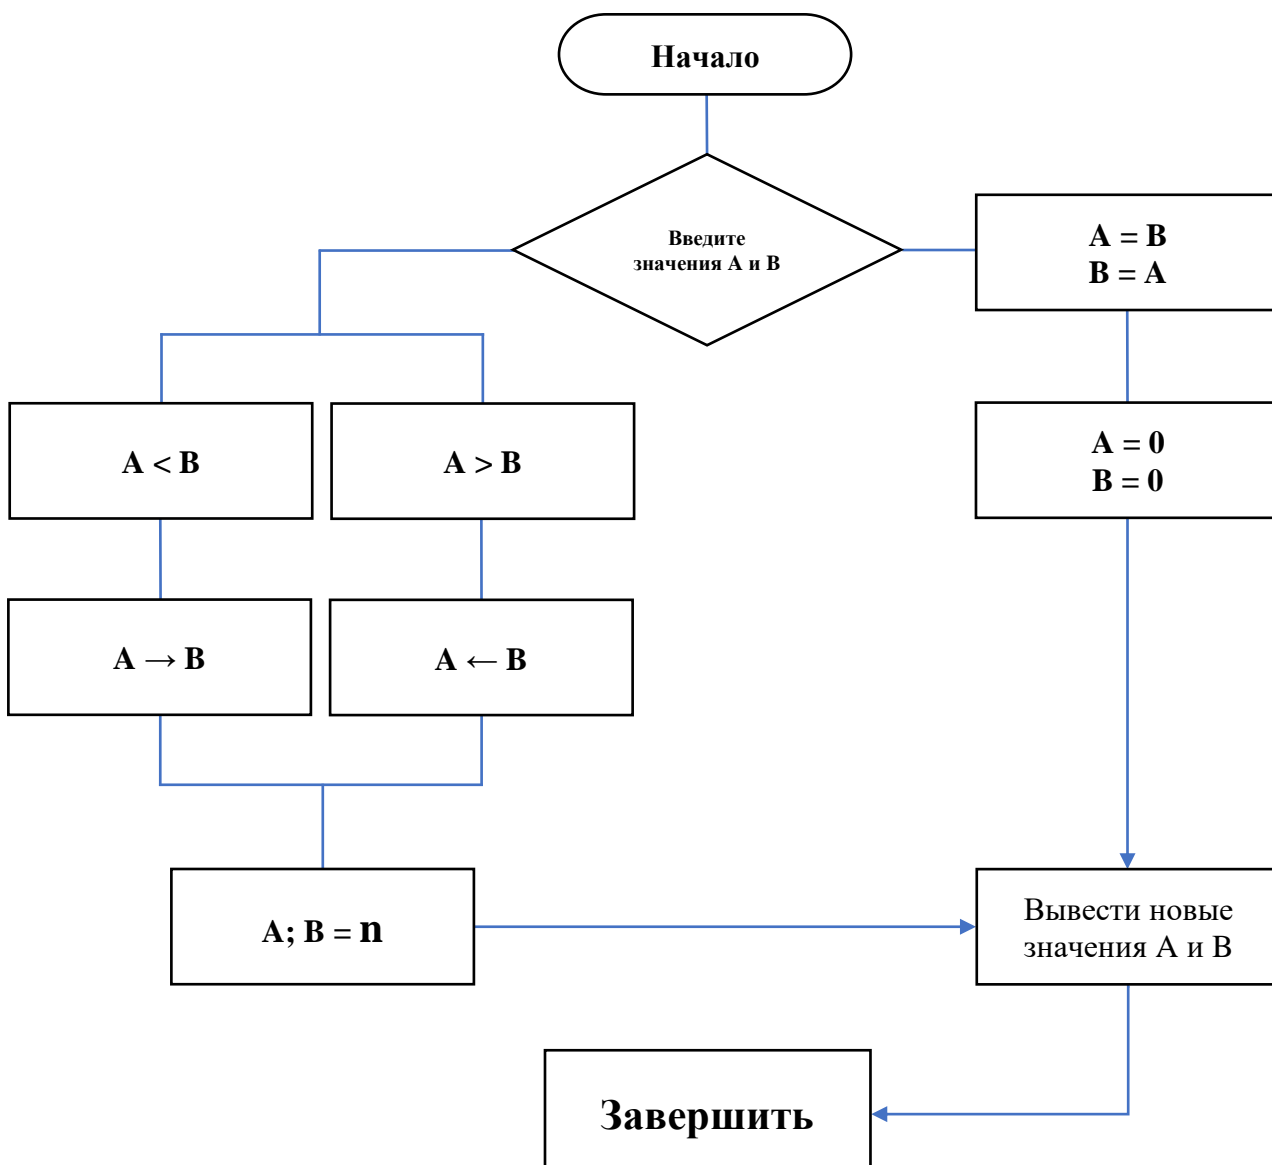 Начало
Введите
значения А и В
A = B
B = A
A < B
A > B
A = 0
B = 0
A → B
A ← B
A; B = n
Вывести новые
значения А и В
Завершить